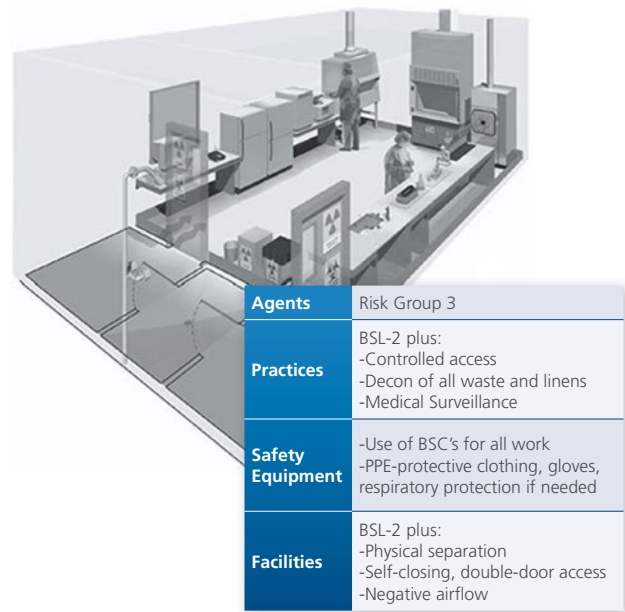 Agents
Risk Group 3
Practices
BSL-2 plus:
-Controlled access
-Decon of all waste and linens
-Medical Surveillance
Safety
Equipment
-Use of BSC’s for all work
-PPE-protective clothing, gloves,
respiratory protection if needed
Facilities
BSL-2 plus:
-Physical separation
-Self-closing, double-door access
-Negative airflow